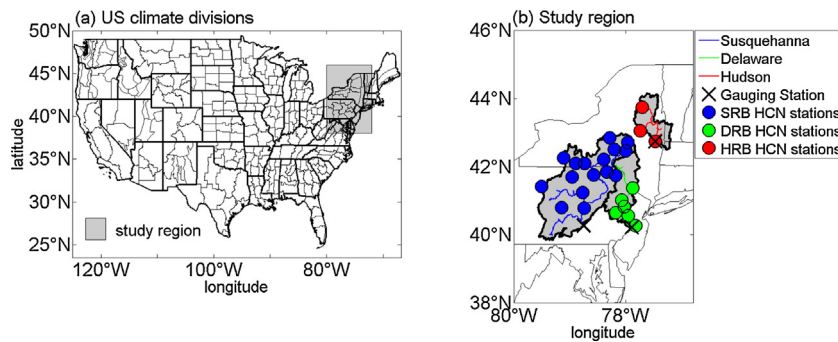 (a) US climate divisions
50°N
45°N
40°N
35°N
30°N
25°N
latitude
study region
120°W
100°W
80°W
longitude
(b) Study region
46°N
44°N
42°N
40°N
38°N
80°W
78°W
longitude
Susquehanna
Delaware
Hudson
Gauging Station
SRB HCN stations
DRB HCN stations
HRB HCN stations